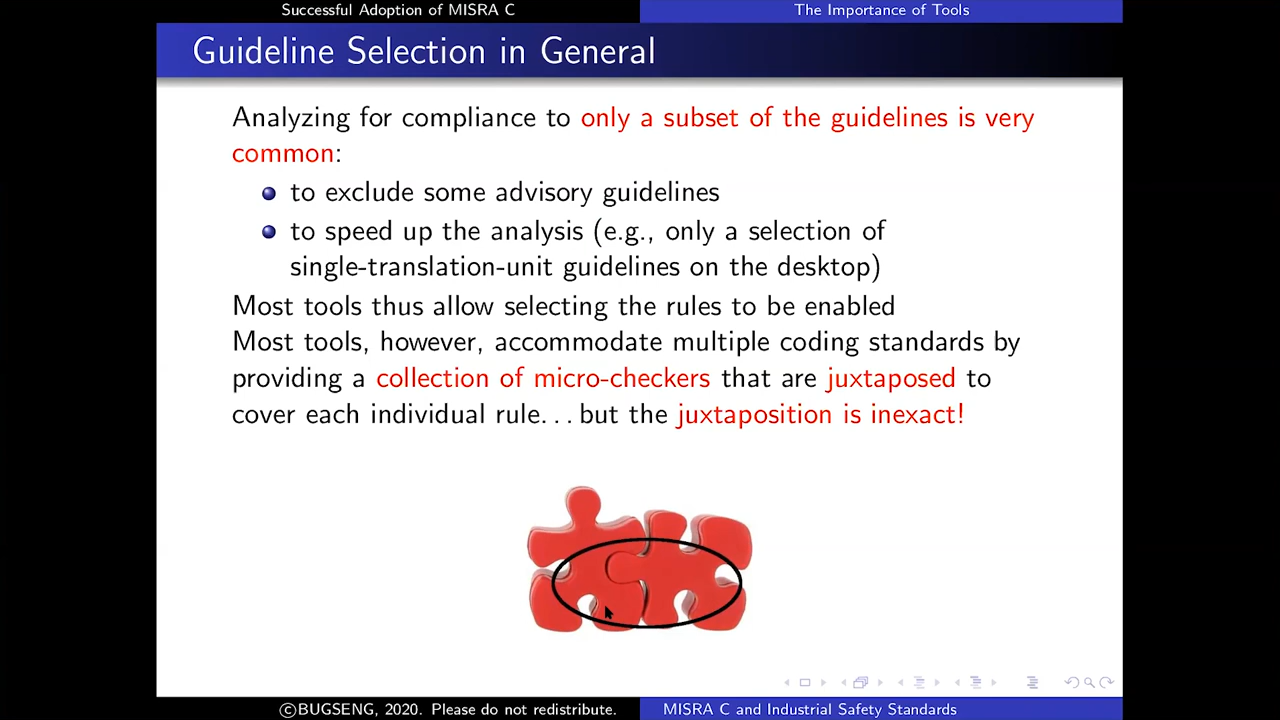 Successful Adoption of MISRA C
The Importance of Tools
Guideline Selection in General
Analyzing for compliance to only a subset of the guidelines is very
common:
to exclude some advisory guidelines
to speed up the analysis (e.g., only a selection of
single-translation-unit guidelines on the desktop)
Most tools thus allow selecting the rules to be enabled
Most tools, however, accommodate multiple coding standards by
providing a collection of micro-checkers that are juxtaposed to
cover each individual rule. . . but the juxtaposition is inexact!
©BUGSENG, 2020. Please do not redistribute.
MISRA C and Industrial Safety Standards